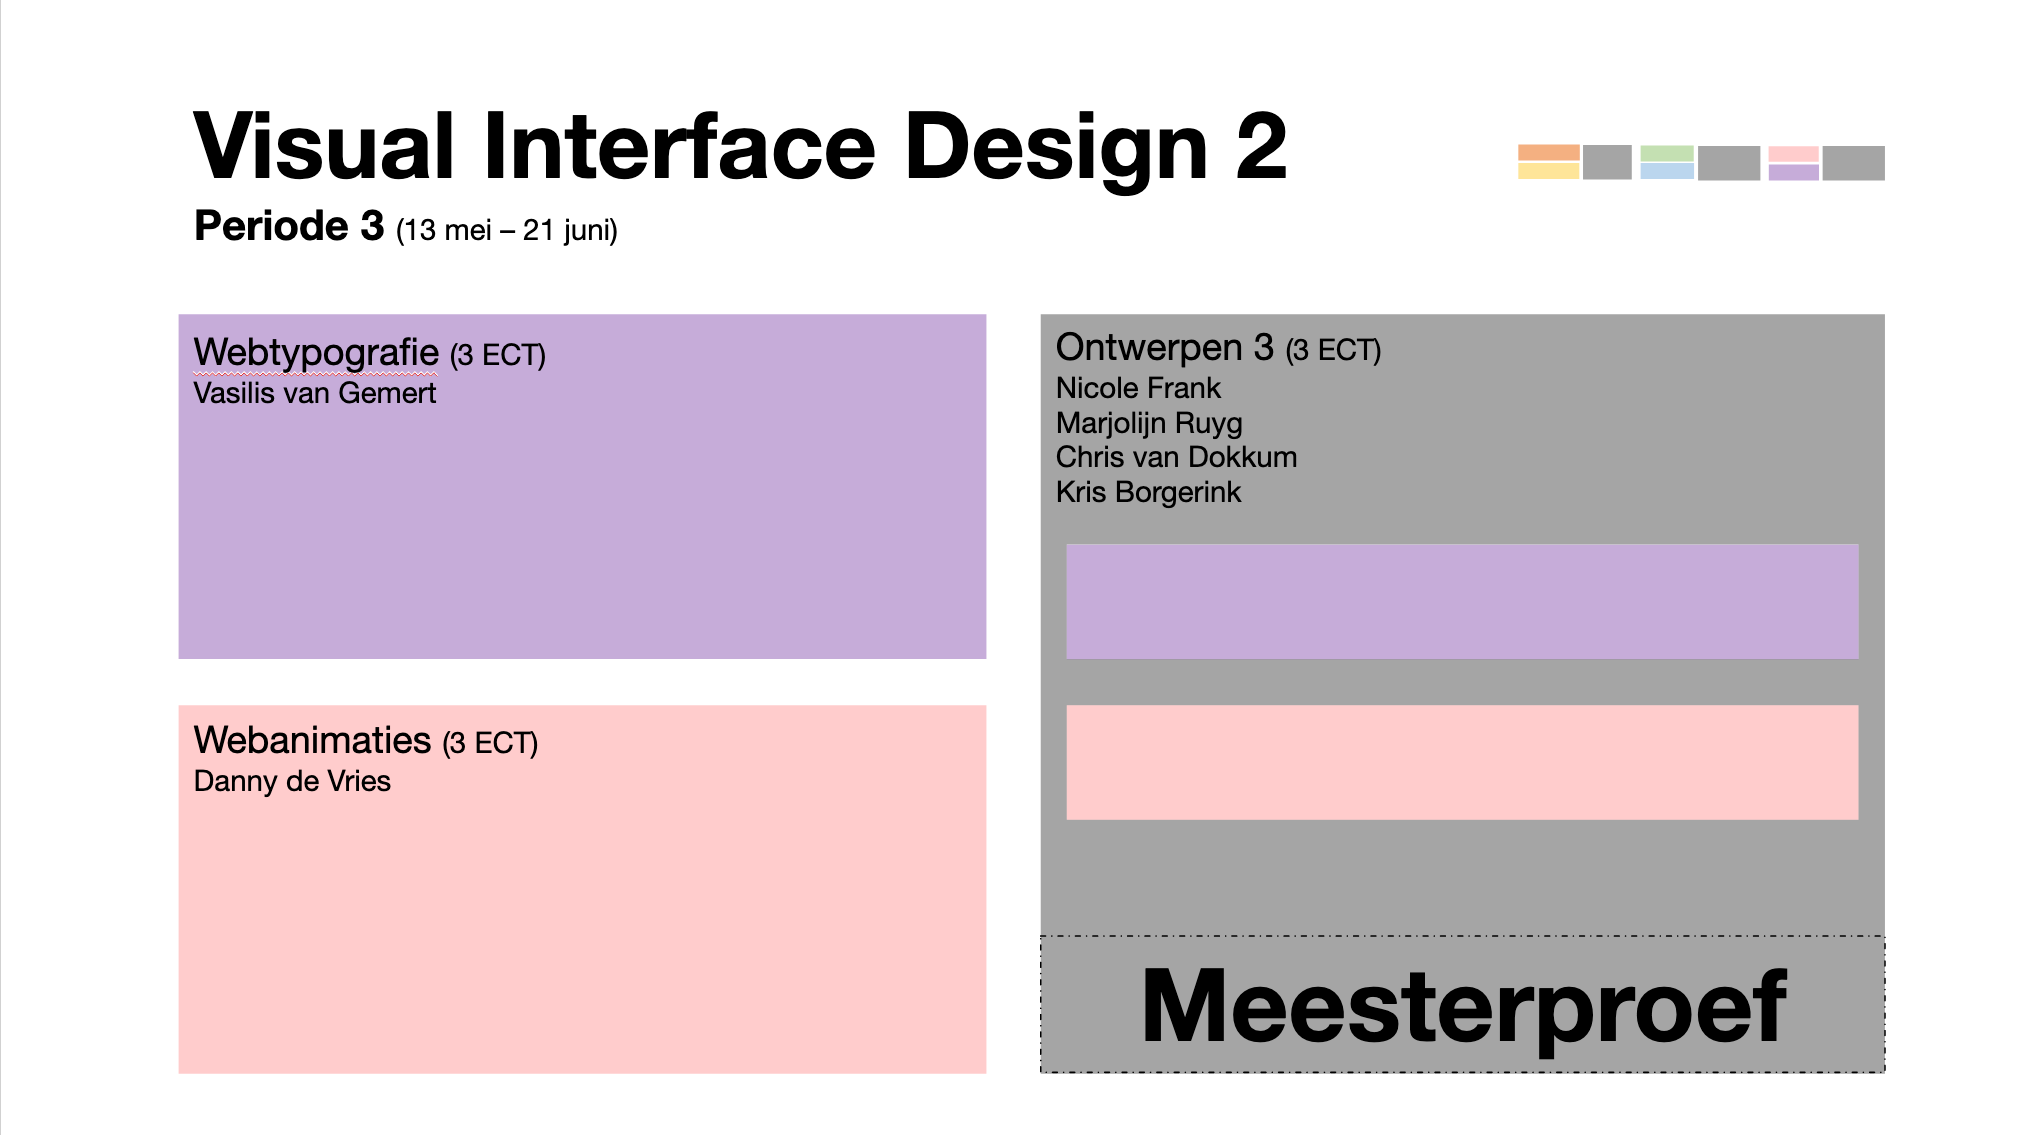 Visual Interface Design 2
Periode 3 (13 mei – 21 juni)
Webtypografie (3 ECT)
Vasilis van Gemert
Webanimaties (3 ECT)
Danny de Vries
Ontwerpen 3 (3 ECT)
Nicole Frank
Marjolijn Ruyg
Chris van Dokkum
Kris Borgerink
Meesterproef